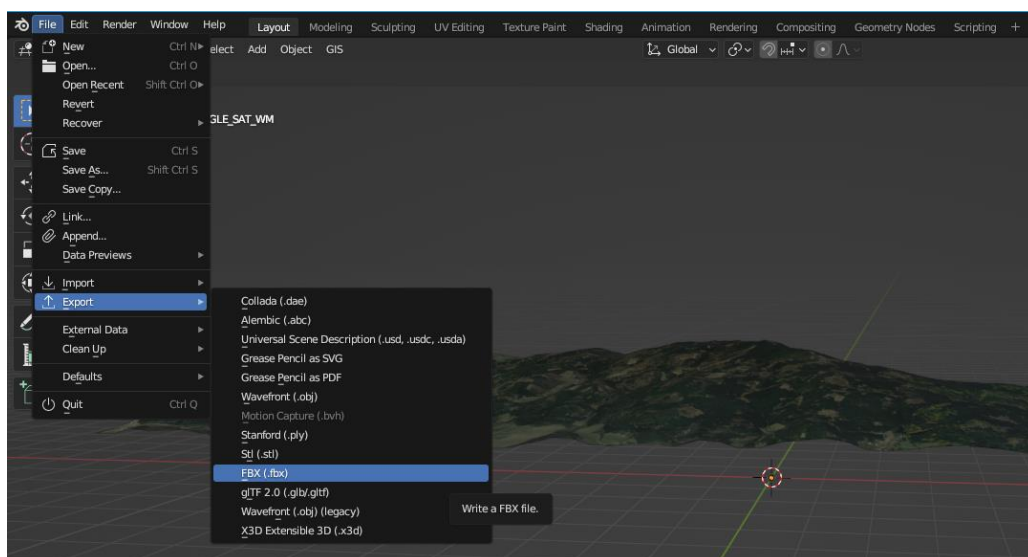 File Edit Render Window Help Layout Modeling Sculpting UV Editing Texture Paint Shading Animation Rendering Compositing Geometry Nodes Scripting +
elect Add Object GIS Global
New Ctrl N
Open... Ctrl O
Open Recent Shift Ctrl O
Revert
Recover
GLE_SAT_WM
Save Ctrl S
Save As... Shift Ctrl S
Save Copy...
Link...
Append...
Data Previews
Import
Export
External Data
Clean Up
Defaults
Quit Ctrl Q
Collada (.dae)
Alembic (.abc)
Universal Scene Description (.usd, .usdc, .usda)
Grease Pencil as SVG
Grease Pencil as PDF
Wavefront (.obj)
Motion Capture (.bvh)
Stanford (.ply)
Stl (.stl)
FBX (.fbx)
glTF 2.0 (.glb/.gltf)
Wavefront (.obj) (legacy)
X3D Extensible 3D (.x3d)
Write a FBX file.